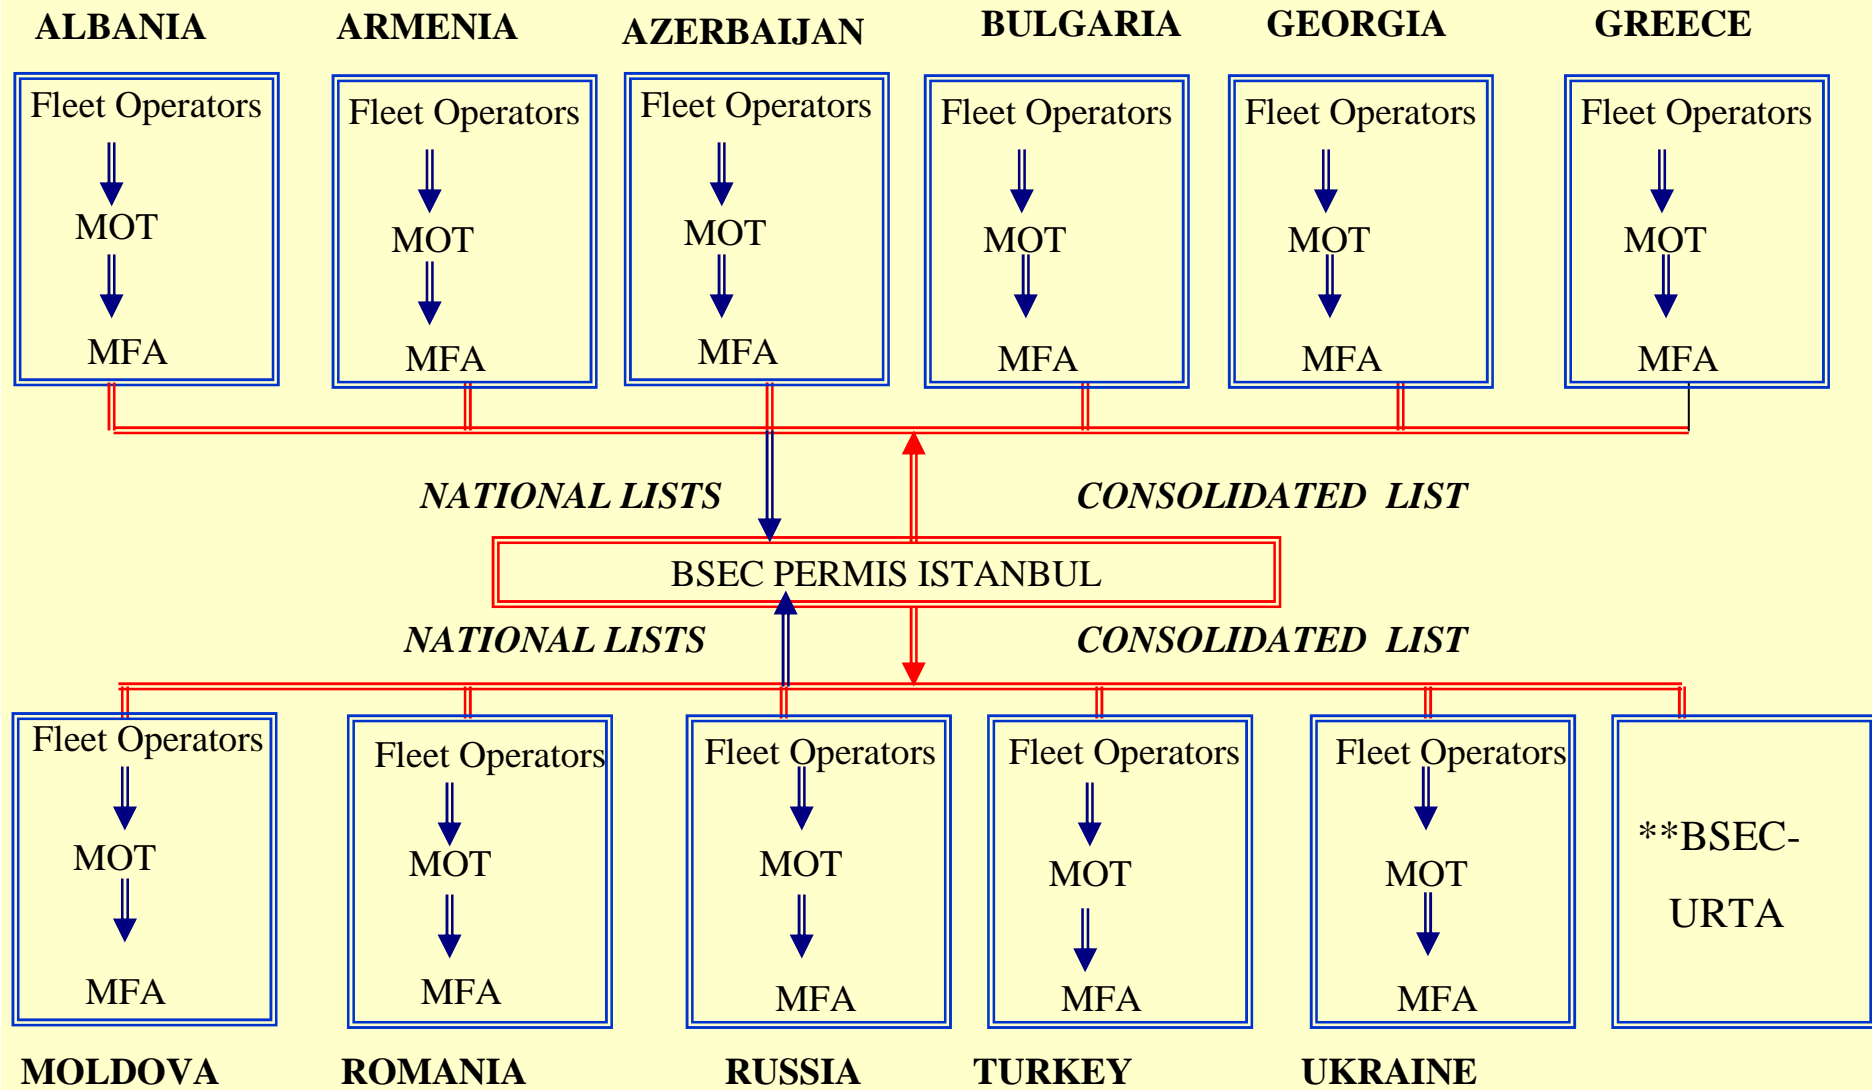 ALBANIA ARMENIA AZERBAIJAN BULGARIA GEORGIA GREECE
Fleet Operators Fleet Operators Fleet Operators Fleet Operators Fleet Operators Fleet Operators
MOT MOT MOT MOT MOT MOT
MFA MFA MFA MFA MFA MFA
NATIONAL LISTS CONSOLIDATED LIST
BSEC PERMIS ISTANBUL
NATIONAL LISTS CONSOLIDATED LIST
Fleet Operators Fleet Operators Fleet Operators Fleet Operators Fleet Operators
MOT MOT MOT MOT MOT
**BSEC-
URTA
MFA MFA MFA MFA MFA
MOLDOVA ROMANIA RUSSIA TURKEY UKRAINE